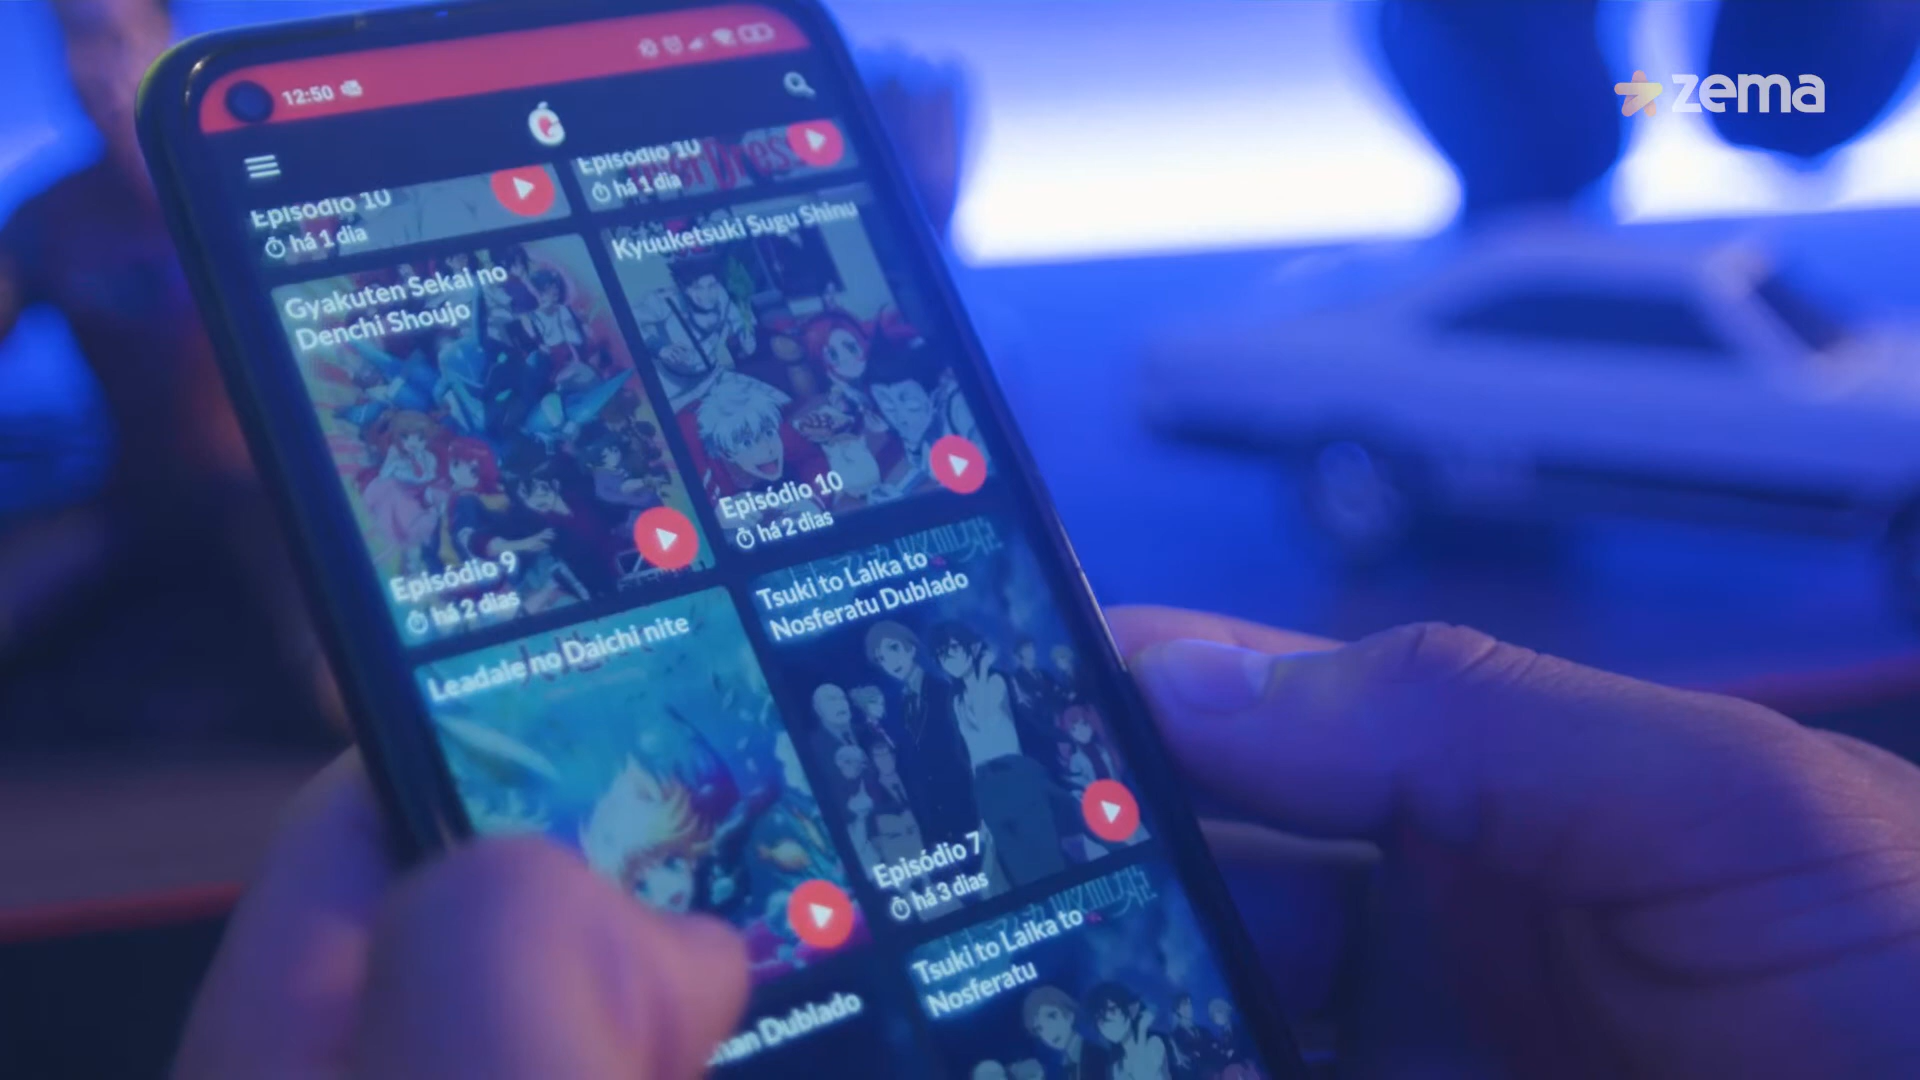 12:50
zema
Episódio 10
há 1 dia
Episódio 10
há 1 dia
Gyakuten Sekai no
Denchi Shoujo
Episódio 9
há 2 dias
Kyuuketsuki Sugu Shinu
Episódio 10
há 2 dias
Leadale no Daichi nite
Tsuki to Laika to
Nosferatu Dublado
Episódio 7
há 3 dias
Dublado
Tsuki to Laika to
Nosferatu